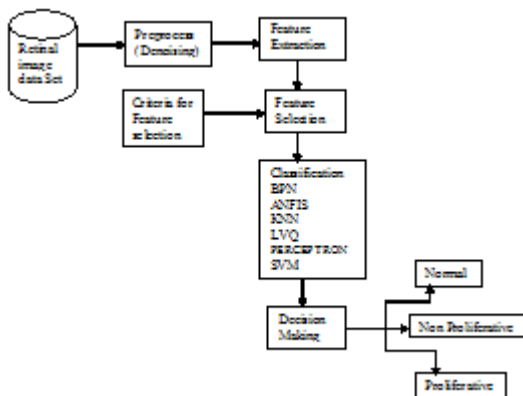 Retinal
image
data Set
Preprocess
(Denoising)
Feature
Extraction
Criteria for
Feature
selection
Feature
Selection
Classification
BPN
ANFIS
KNN
LVQ
PERCEPTRON
SVM
Decision
Making
Normal
Non Proliferative
Proliferative